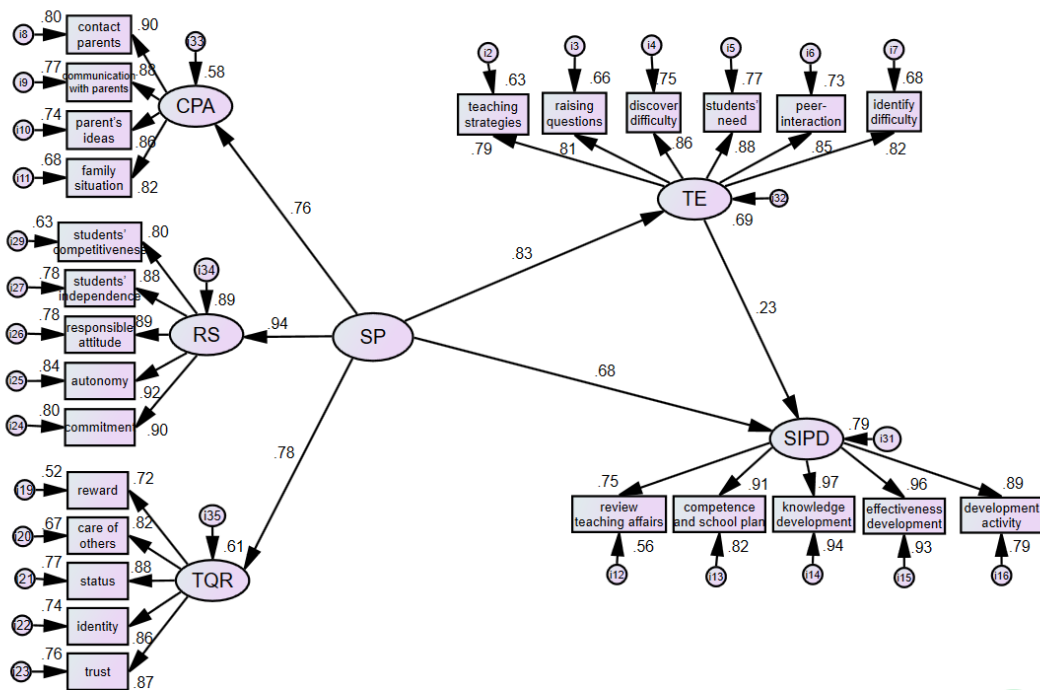 .80
i8
contact
parents
.90
i33
.77
i9
communication
with parents
.88
.58
CPA
.74
i10
parent's
ideas
.86
.68
i11
family
situation
.82
.76
.63
i29
students'
competitiveness
.80
.78
i27
students'
independence
.88
i34
.89
.78
i26
responsible
attitude
.89
RS
.94
SP
.84
i25
autonomy
.92
.80
i24
commitment
.90
.78
.52
i19
reward
.72
.67
i20
care of
others
.82
i35
.61
.77
i21
status
.88
TQR
.74
i22
identity
.86
.76
i23
trust
.87
i2
i3
i4
i5
i6
i7
.63
.66
.75
.77
.73
.68
teaching
strategies
raising
questions
discover
difficulty
students'
need
peer-
interaction
identify
difficulty
.79
.81
.86
.88
.85
.82
TE
i32
.69
.83
.23
.68
SIPD
.79
i31
.75
.91
.97
.96
.89
review
teaching affairs
competence
and school plan
knowledge
development
effectiveness
development
development
activity
.56
.82
.94
.93
.79
i12
i13
i14
i15
i16